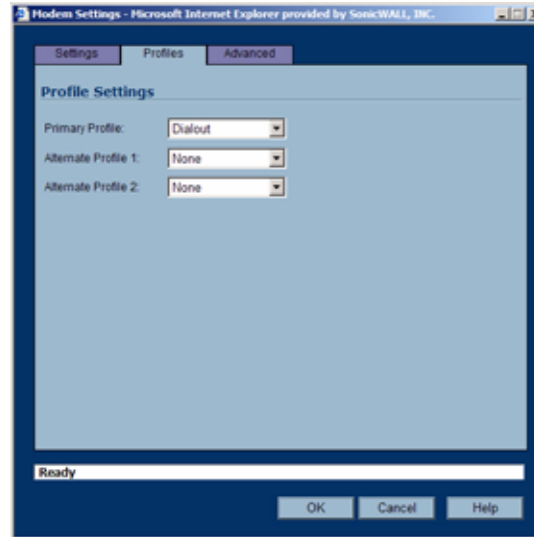 Modem Settings - Microsoft Internet Explorer provided by SonicWALL, INC.
Settings Profiles Advanced
Profile Settings
Primary Profile: Dialout
Alternate Profile 1: None
Alternate Profile 2: None
Ready
OK Cancel Help